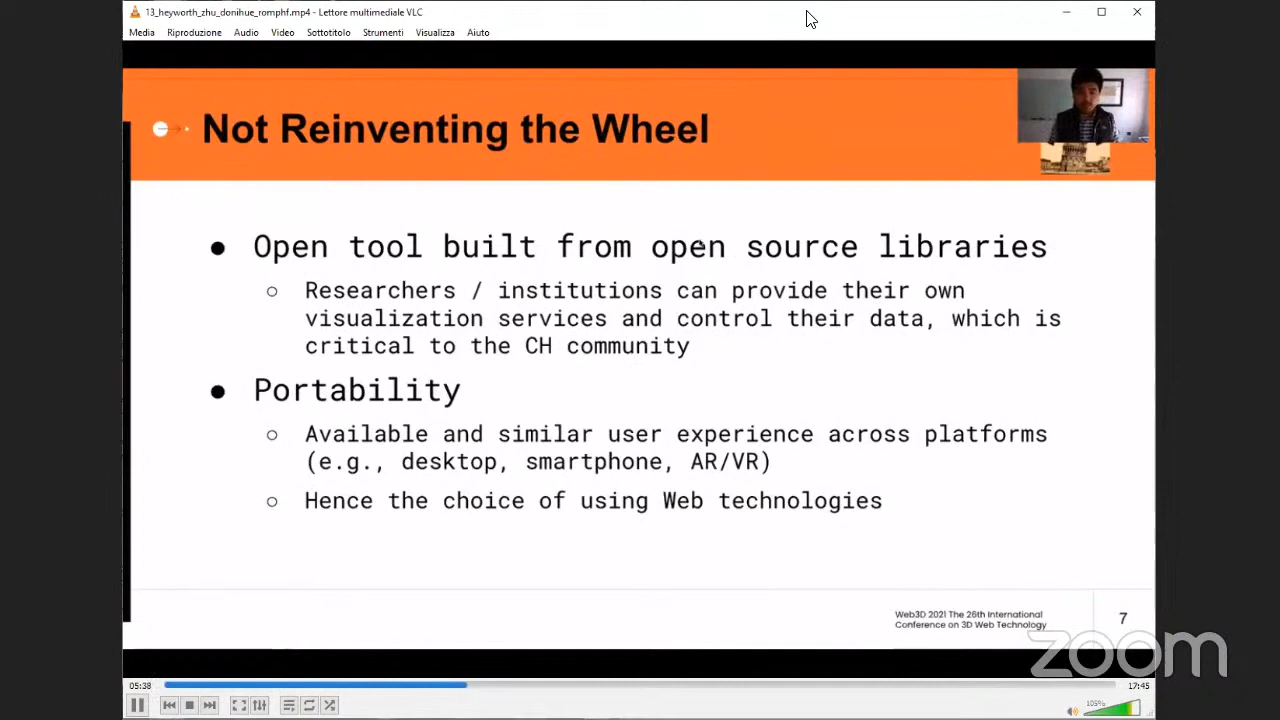 13_heyworth_zhu_donihue_romphf.mp4 - Lettore multimediale VLC
Media Riproduzione Audio Video Sottotitolo Strumenti Visualizza Aiuto
Not Reinventing the Wheel
● Open tool built from open source libraries
○ Researchers / institutions can provide their own
visualization services and control their data, which is
critical to the CH community
● Portability
○ Available and similar user experience across platforms
(e.g., desktop, smartphone, AR/VR)
○ Hence the choice of using Web technologies
Web3D 2021 The 26th International
Conference on 3D Web Technology
7
zoom
05:38
17:45
105%